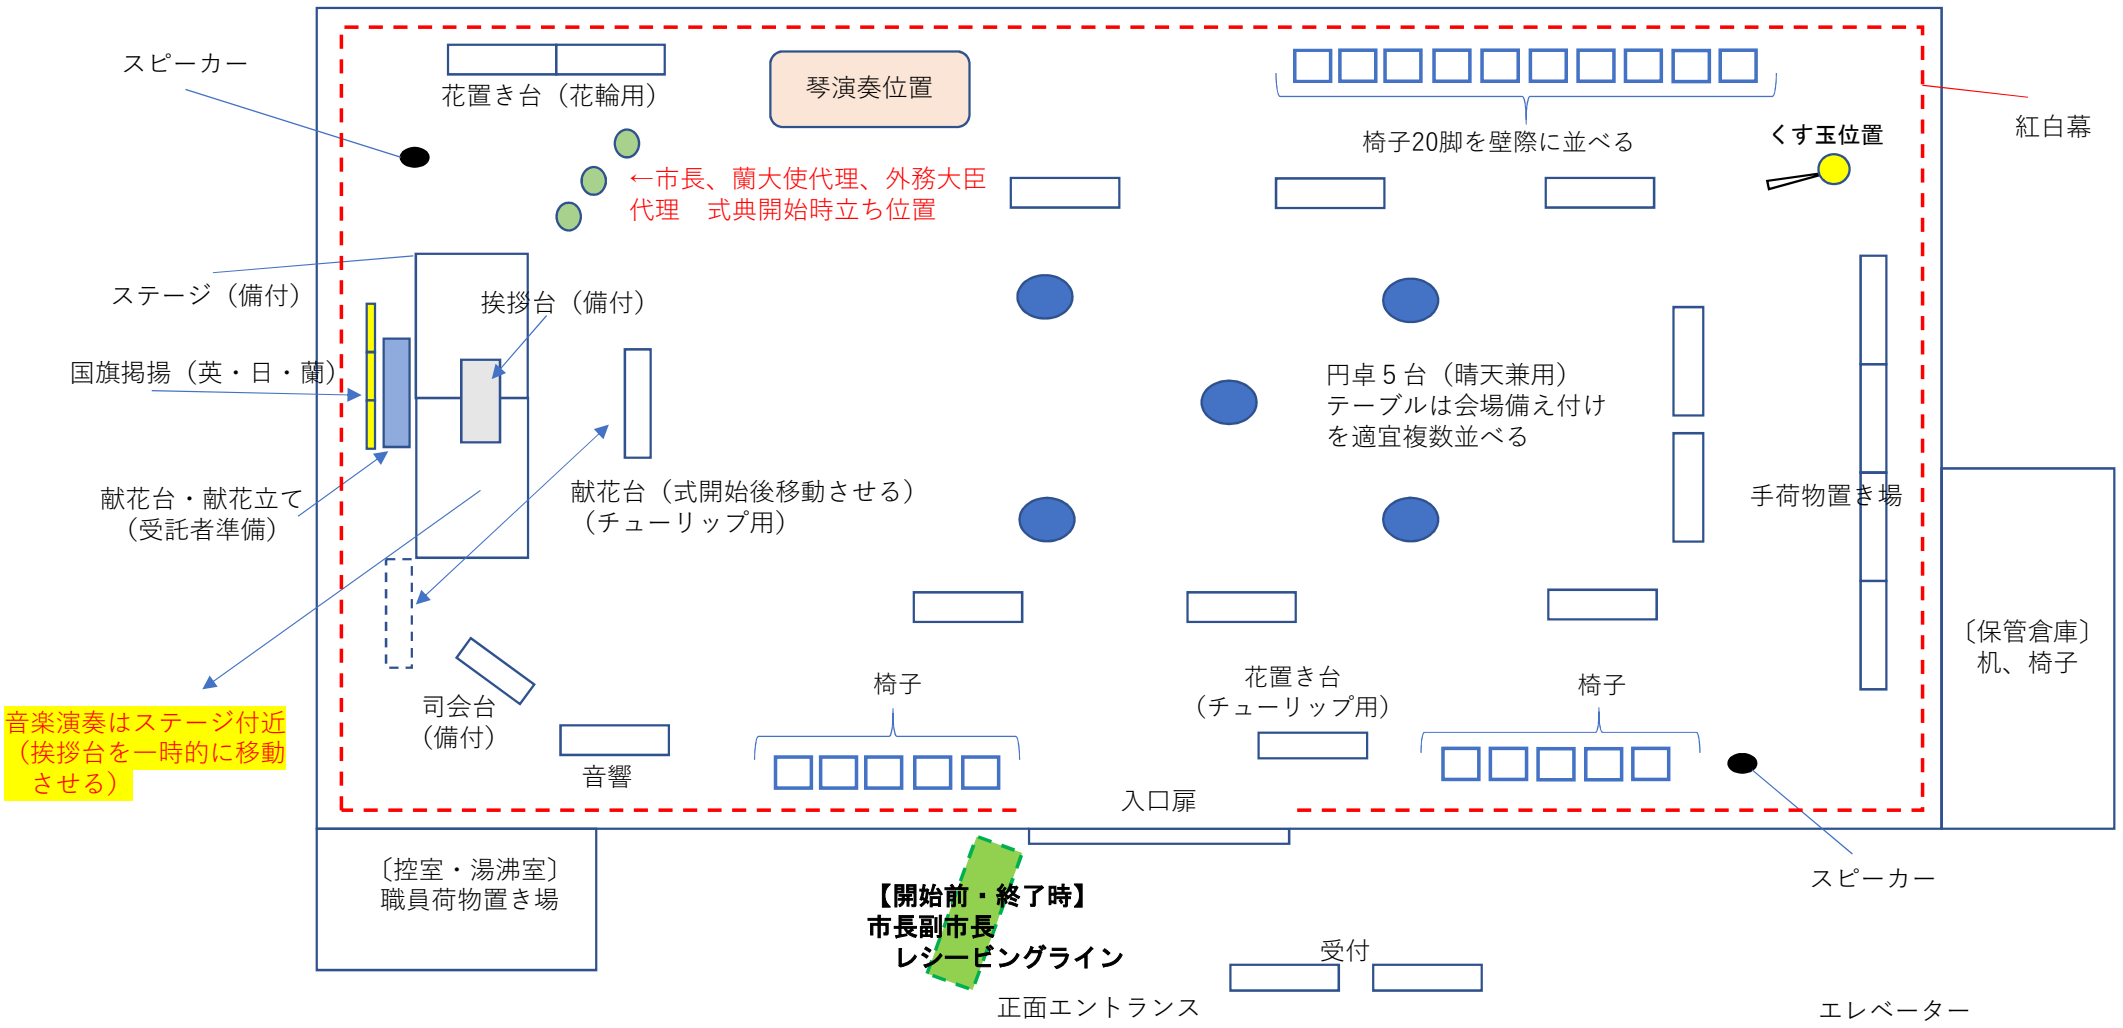 スピーカー
花置き台（花輪用）
琴演奏位置
椅子20脚を壁際に並べる
くす玉位置
紅白幕
←市長、蘭大使代理、外務大臣
代理　式典開始時立ち位置
ステージ（備付）
挨拶台（備付）
国旗掲揚（英・日・蘭）
円卓５台（晴天兼用）
テーブルは会場備え付け
を適宜複数並べる
献花台・献花立て
（受託者準備）
献花台（式開始後移動させる）
（チューリップ用）
手荷物置き場
〔保管倉庫〕
机、椅子
音楽演奏はステージ付近
（挨拶台を一時的に移動
させる）
司会台
（備付）
音響
椅子
花置き台
（チューリップ用）
椅子
入口扉
〔控室・湯沸室〕
職員荷物置き場
【開始前・終了時】
市長副市長
レシービングライン
スピーカー
受付
正面エントランス
エレベーター